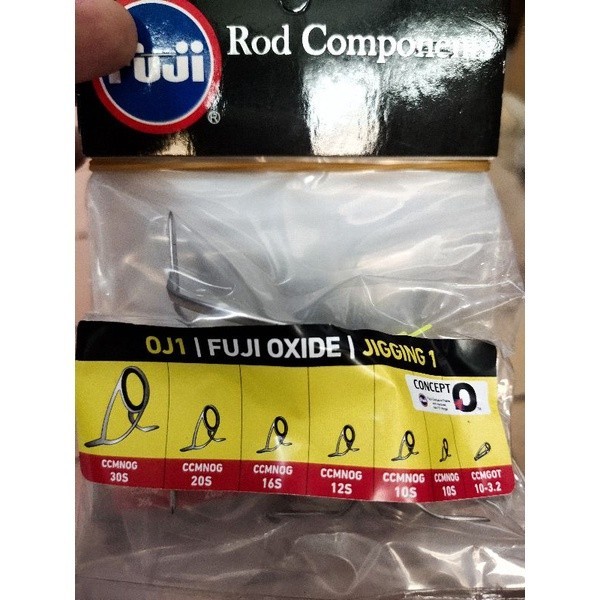 FUJI
®
Rod Components
OJ1 | FUJI OXIDE | JIGGING 1
CONCEPT
O
CCMNOG
30S
CCMNOG
20S
CCMNOG
16S
CCMNOG
12S
CCMNOG
10S
CCMNOG
10S
CCMGOT
10-3.2